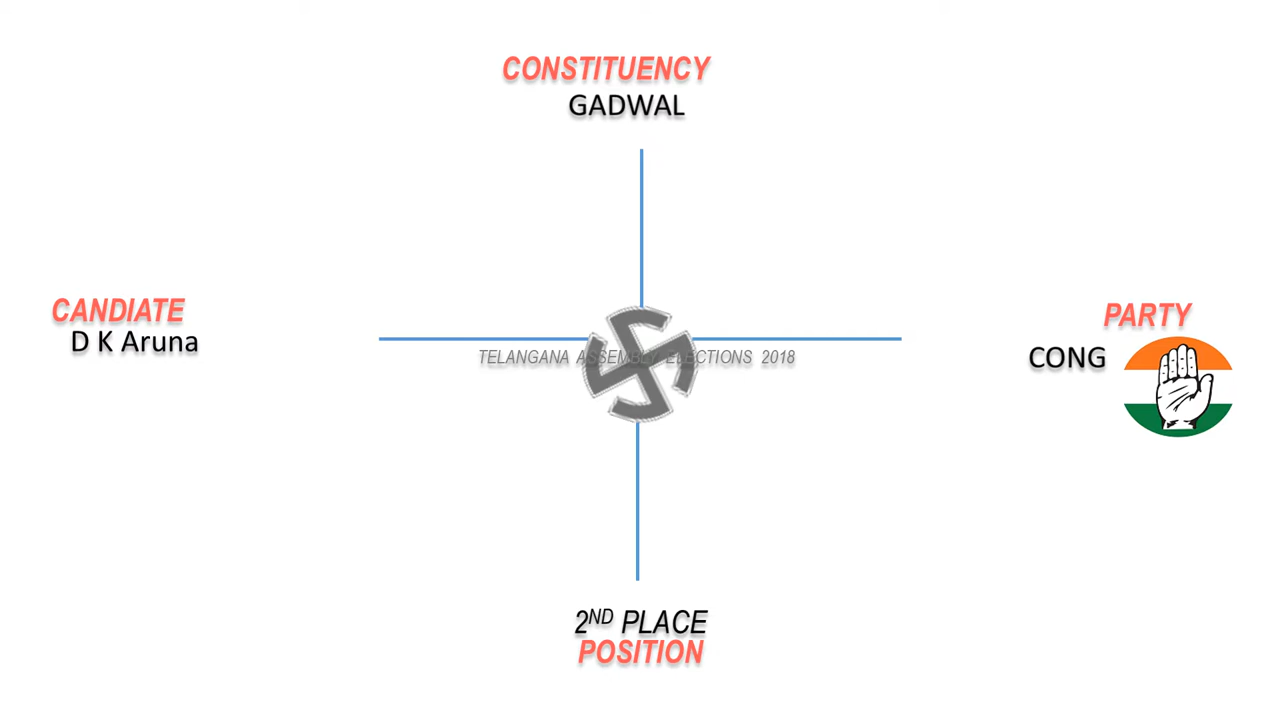 CONSTITUENCY
GADWAL
CANDIATE
D K Aruna
PARTY
CONG
TELANGANA ASSEMBLY ELECTIONS 2018
2ND PLACE
POSITION